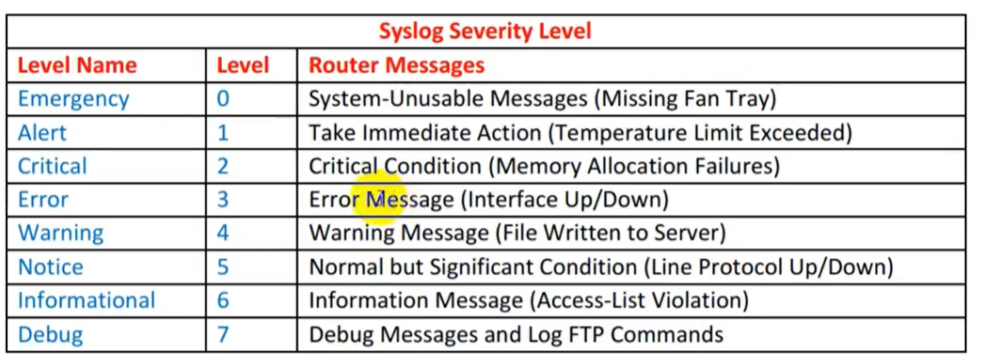 Syslog Severity Level
Level Name Level Router Messages
Emergency 0 System-Unusable Messages (Missing Fan Tray)
Alert 1 Take Immediate Action (Temperature Limit Exceeded)
Critical 2 Critical Condition (Memory Allocation Failures)
Error 3 Error Message (Interface Up/Down)
Warning 4 Warning Message (File Written to Server)
Notice 5 Normal but Significant Condition (Line Protocol Up/Down)
Informational 6 Information Message (Access-List Violation)
Debug 7 Debug Messages and Log FTP Commands